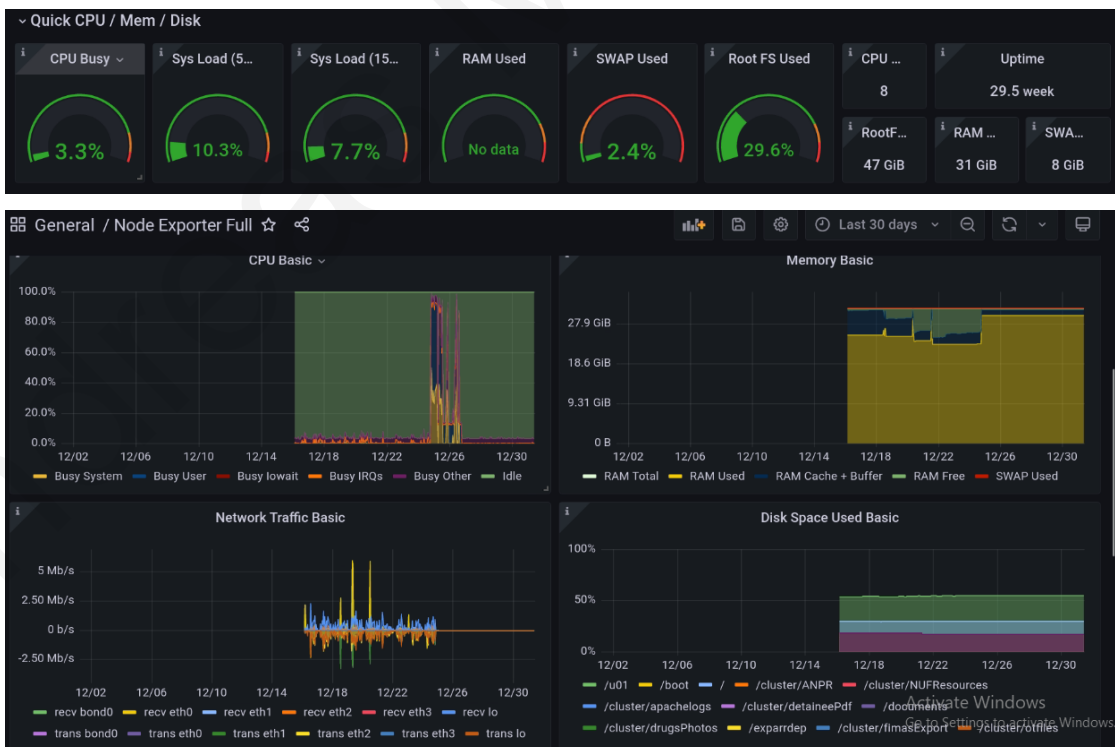 Quick CPU / Mem / Disk
CPU Busy
Sys Load (5...
Sys Load (15...
RAM Used
SWAP Used
Root FS Used
CPU ...
Uptime
3.3%
10.3%
7.7%
No data
2.4%
29.6%
8
29.5 week
RootF...
RAM ...
SWA...
47 GiB
31 GiB
8 GiB
General / Node Exporter Full
Last 30 days
CPU Basic
100.0%
80.0%
60.0%
40.0%
20.0%
0.0%
12/02 12/06 12/10 12/14 12/18 12/22 12/26 12/30
Busy System Busy User Busy Iowait Busy IRQs Busy Other Idle
Memory Basic
27.9 GiB
18.6 GiB
9.31 GiB
0 B
12/02 12/06 12/10 12/14 12/18 12/22 12/26 12/30
RAM Total RAM Used RAM Cache + Buffer RAM Free SWAP Used
Network Traffic Basic
5 Mb/s
2.50 Mb/s
0 b/s
-2.50 Mb/s
12/02 12/06 12/10 12/14 12/18 12/22 12/26 12/30
recv bond0 recv eth0 recv eth1 recv eth2 recv eth3 recv lo
trans bond0 trans eth0 trans eth1 trans eth2 trans eth3 trans lo
Disk Space Used Basic
100%
50%
0%
12/02 12/06 12/10 12/14 12/18 12/22 12/26 12/30
/u01 /boot / /cluster/ANPR /cluster/NUFResources
/cluster/apachelogs /cluster/detaineePdf /documents
/cluster/drugsPhotos /exparrdep /cluster/fimasExport /cluster/otfiles
Activate Windows
Go to Settings to activate Windows.